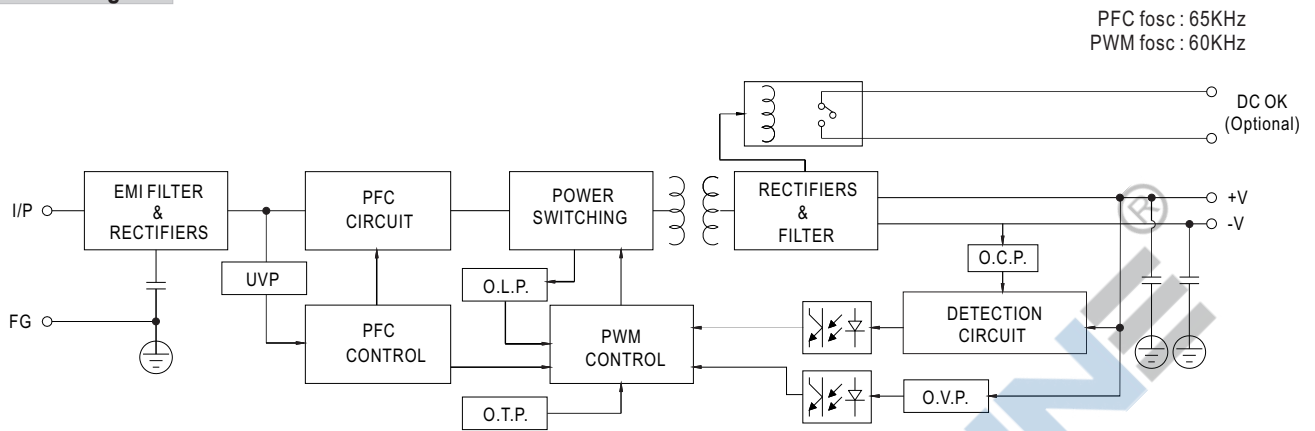 PFC fosc : 65KHz
PWM fosc : 60KHz
DC OK
(Optional)
I/P
EMI FILTER
&
RECTIFIERS
PFC
CIRCUIT
POWER
SWITCHING
RECTIFIERS
&
FILTER
+V
-V
UVP
O.L.P.
O.C.P.
FG
PFC
CONTROL
PWM
CONTROL
DETECTION
CIRCUIT
O.T.P.
O.V.P.
®